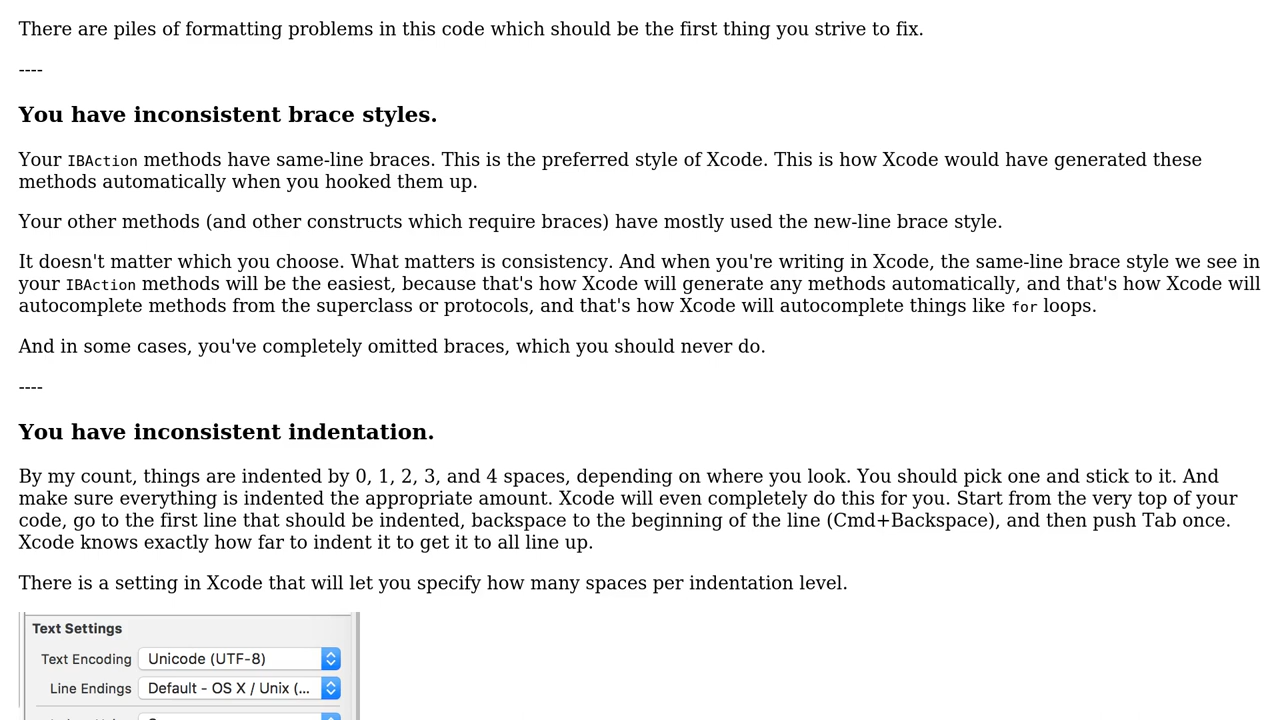 There are piles of formatting problems in this code which should be the first thing you strive to fix.
----
You have inconsistent brace styles.
Your IBAction methods have same-line braces. This is the preferred style of Xcode. This is how Xcode would have generated these
methods automatically when you hooked them up.
Your other methods (and other constructs which require braces) have mostly used the new-line brace style.
It doesn't matter which you choose. What matters is consistency. And when you're writing in Xcode, the same-line brace style we see in
your IBAction methods will be the easiest, because that's how Xcode will generate any methods automatically, and that's how Xcode will
autocomplete methods from the superclass or protocols, and that's how Xcode will autocomplete things like for loops.
And in some cases, you've completely omitted braces, which you should never do.
----
You have inconsistent indentation.
By my count, things are indented by 0, 1, 2, 3, and 4 spaces, depending on where you look. You should pick one and stick to it. And
make sure everything is indented the appropriate amount. Xcode will even completely do this for you. Start from the very top of your
code, go to the first line that should be indented, backspace to the beginning of the line (Cmd+Backspace), and then push Tab once.
Xcode knows exactly how far to indent it to get it to all line up.
There is a setting in Xcode that will let you specify how many spaces per indentation level.
Text Settings
Text Encoding Unicode (UTF-8)
Line Endings Default - OS X / Unix (...